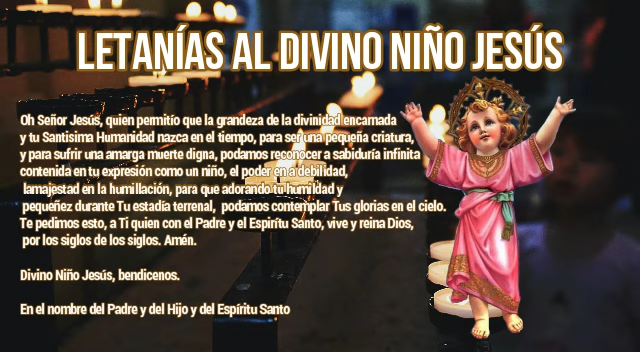 LETANÍAS AL DIVINO NIÑO JESÚS
Oh Señor Jesús, quien permitío que la grandeza de la divinidad encarnada
y tu Santisima Humanidad nazca en el tiempo, para ser una pequeña criatura,
y para sufrir una amarga muerte digna, podamos reconocer a sabiduría infinita
contenida en tu expresión como un niño, el poder en a debilidad,
lamajestad en la humillación, para que adorando tu humildad y
pequeñez durante Tu estadía terrenal, podamos contemplar Tus glorias en el cielo.
Te pedimos esto, a Ti quien con el Padre y el Espíritu Santo, vive y reina Dios,
por los siglos de los siglos. Amén.
Divino Niño Jesús, bendicenos.
En el nombre del Padre y del Hijo y del Espíritu Santo